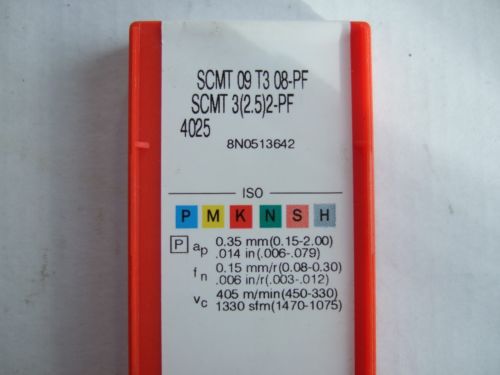 SCMT 09 T3 08-PF
SCMT 3(2.5)2-PF
4025
8N0513642
ISO
P M K N S H
P ap 0.35 mm(0.15-2.00)
.014 in(.006-.079)
fn 0.15 mm/r(0.08-0.30)
.006 in/r(.003-.012)
vc 405 m/min(450-330)
1330 sfm(1470-1075)